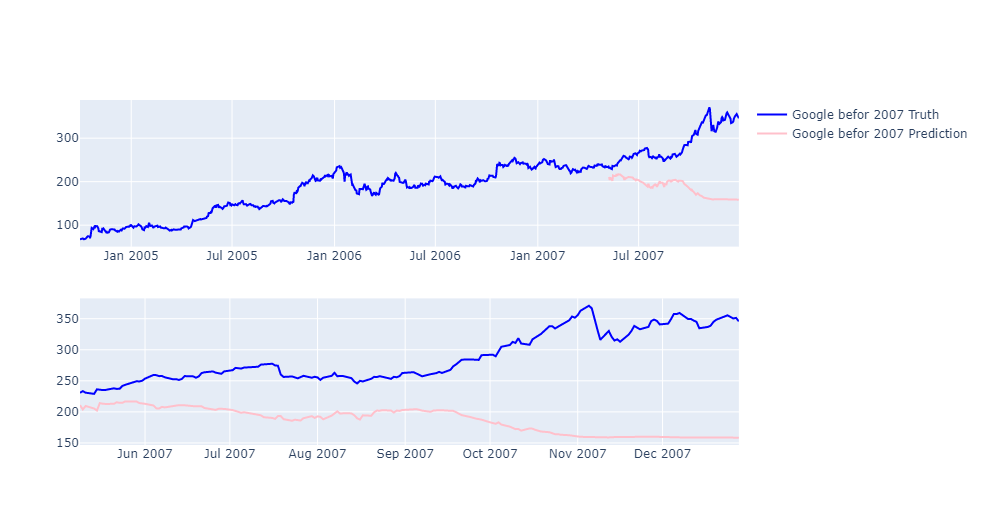 300
200
100
Jan 2005 Jul 2005 Jan 2006 Jul 2006 Jan 2007 Jul 2007
Google befor 2007 Truth
Google befor 2007 Prediction
350
300
250
200
150
Jun 2007 Jul 2007 Aug 2007 Sep 2007 Oct 2007 Nov 2007 Dec 2007